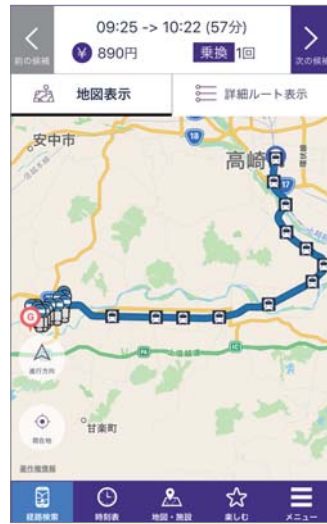 09:25 -> 10:22 (57分)
前の候補
¥ 890円
乗換 1回
次の候補
地図表示
詳細ルート表示
安中市
18
高崎
17
G
進行方向
現在地
甘楽町
著作権情報
経路検索
時刻表
地図・施設
楽しむ
メニュー